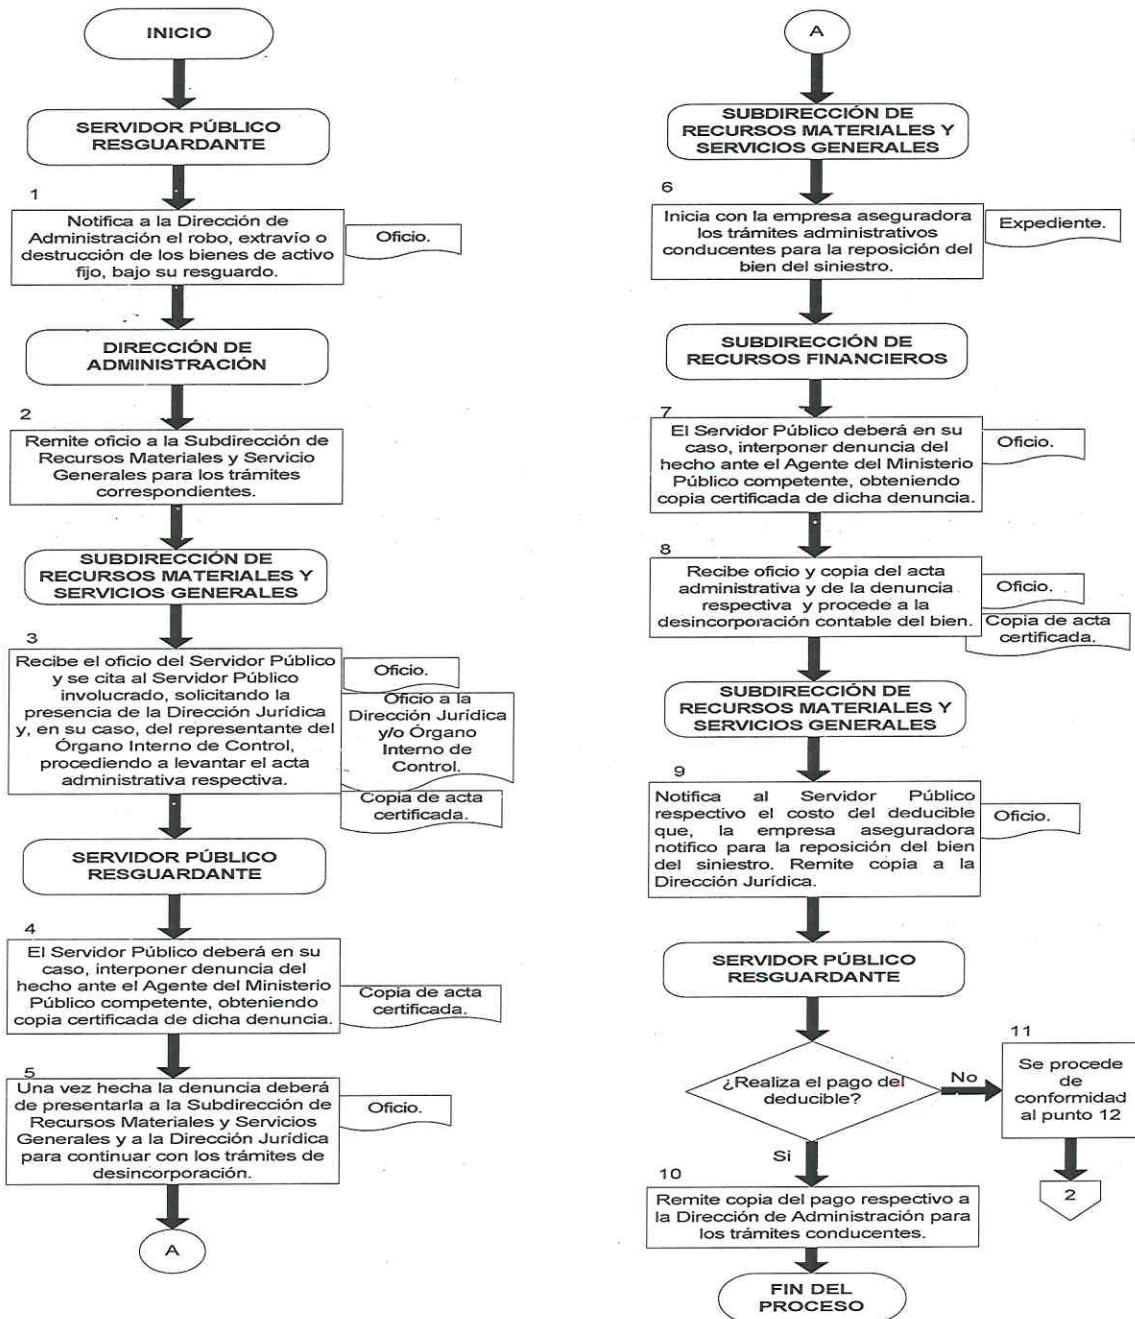 INICIO
SERVIDOR PÚBLICO
RESGUARDANTE
1
Notifica a la Dirección de
Administración el robo, extravío o
destrucción de los bienes de activo
fijo, bajo su resguardo.
Oficio.
DIRECCIÓN DE
ADMINISTRACIÓN
2
Remite oficio a la Subdirección de
Recursos Materiales y Servicio
Generales para los trámites
correspondientes.
SUBDIRECCIÓN DE
RECURSOS MATERIALES Y
SERVICIOS GENERALES
3
Recibe el oficio del Servidor Público
y se cita al Servidor Público
involucrado, solicitando la
presencia de la Dirección Jurídica
y, en su caso, del representante del
Órgano Interno de Control,
procediendo a levantar el acta
administrativa respectiva.
Oficio.
Oficio a la
Dirección Jurídica
y/o Órgano
Interno de
Control.
Copia de acta
certificada.
SERVIDOR PÚBLICO
RESGUARDANTE
4
El Servidor Público deberá en su
caso, interponer denuncia del
hecho ante el Agente del Ministerio
Público competente, obteniendo
copia certificada de dicha denuncia.
Copia de acta
certificada.
5
Una vez hecha la denuncia deberá
de presentarla a la Subdirección de
Recursos Materiales y Servicios
Generales y a la Dirección Jurídica
para continuar con los trámites de
desincorporación.
Oficio.
A
A
SUBDIRECCIÓN DE
RECURSOS MATERIALES Y
SERVICIOS GENERALES
6
Inicia con la empresa aseguradora
los trámites administrativos
conducentes para la reposición del
bien del siniestro.
Expediente.
SUBDIRECCIÓN DE
RECURSOS FINANCIEROS
7
El Servidor Público deberá en su
caso, interponer denuncia del
hecho ante el Agente del Ministerio
Público competente, obteniendo
copia certificada de dicha denuncia.
Oficio.
8
Recibe oficio y copia del acta
administrativa y de la denuncia
respectiva y procede a la
desincorporación contable del bien.
Oficio.
Copia de acta
certificada.
SUBDIRECCIÓN DE
RECURSOS MATERIALES Y
SERVICIOS GENERALES
9
Notifica al Servidor Público
respectivo el costo del deducible
que, la empresa aseguradora
notifico para la reposición del bien
del siniestro. Remite copia a la
Dirección Jurídica.
Oficio.
SERVIDOR PÚBLICO
RESGUARDANTE
¿Realiza el pago del
deducible?
No
11
Se procede
de
conformidad
al punto 12
2
Si
10
Remite copia del pago respectivo a
la Dirección de Administración para
los trámites conducentes.
FIN DEL
PROCESO